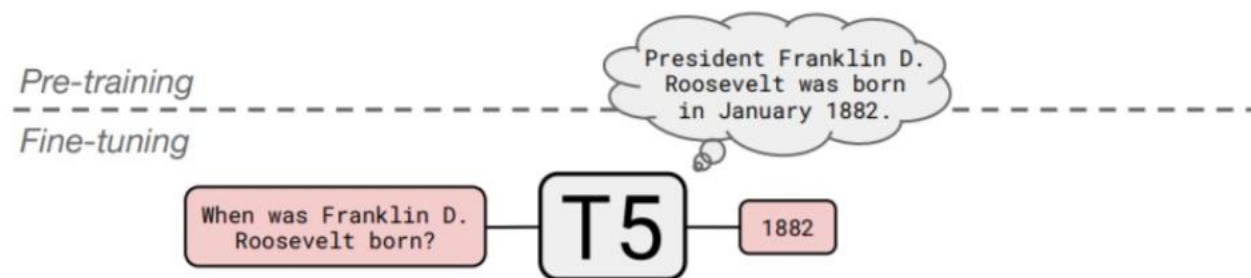 President Franklin D.
Roosevelt was born
in January 1882.
Pre-training
Fine-tuning
When was Franklin D.
Roosevelt born?
T5
1882